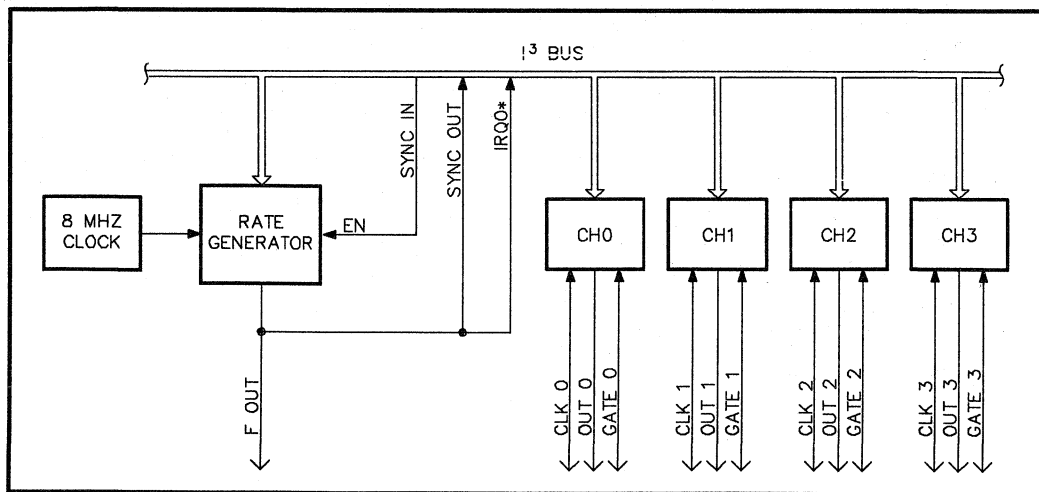 I³ BUS
SYNC IN
SYNC OUT
IRQ0*
8 MHZ
CLOCK
RATE
GENERATOR
EN
CH0
CH1
CH2
CH3
F OUT
CLK 0
OUT 0
GATE 0
CLK 1
OUT 1
GATE 1
CLK 2
OUT 2
GATE 2
CLK 3
OUT 3
GATE 3